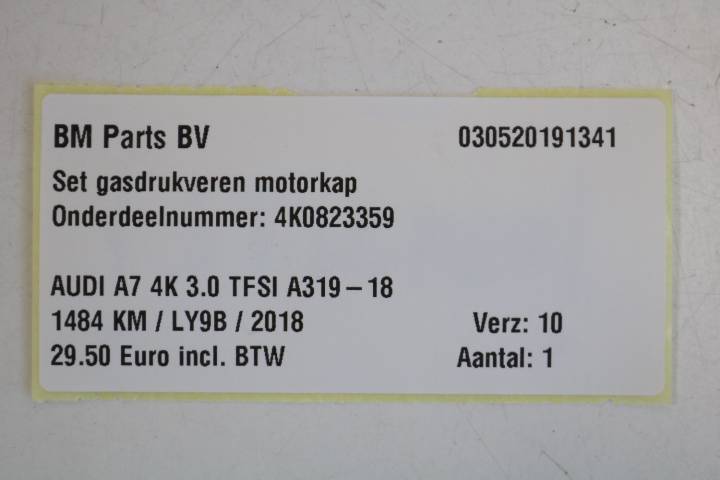 BM Parts BV 030520191341
Set gasdrukveren motorkap
Onderdeelnummer: 4K0823359
AUDI A7 4K 3.0 TFSI A319-18
1484 KM / LY9B / 2018 Verz: 10
29.50 Euro incl. BTW Aantal: 1